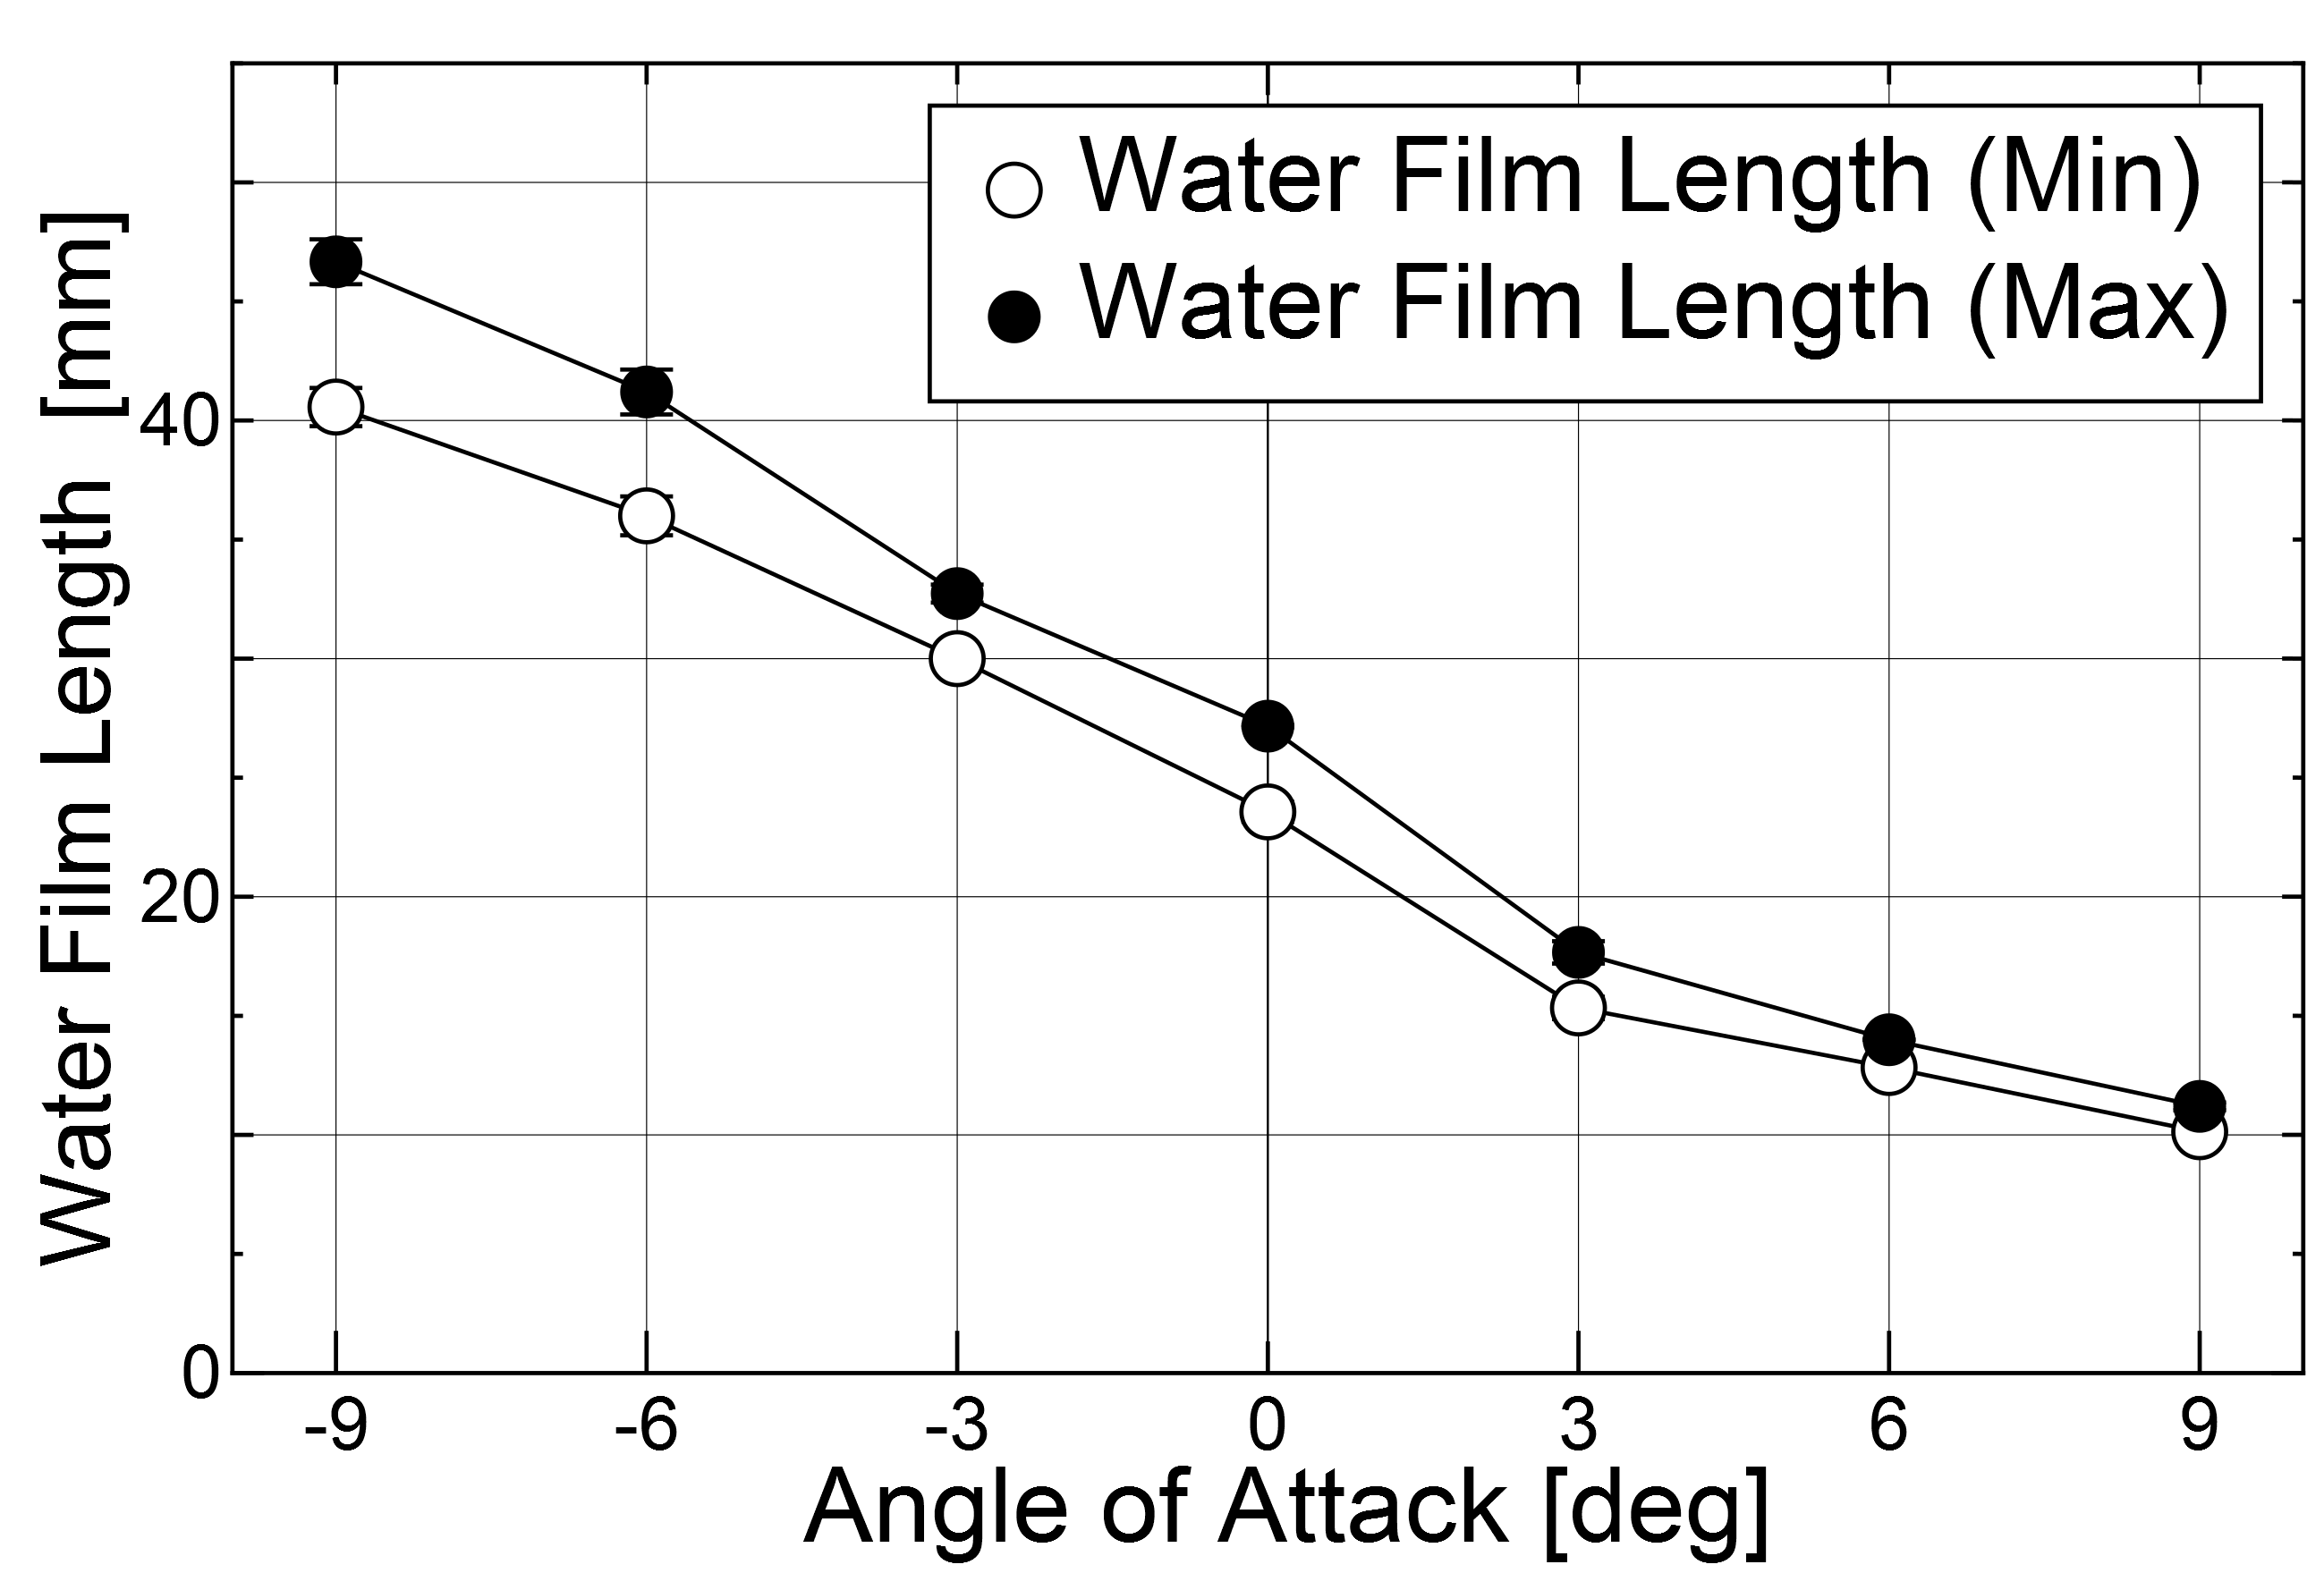 Water Film Length (Min)
Water Film Length (Max)
Water Film Length [mm]
40
20
0
-9 -6 -3 0 3 6 9
Angle of Attack [deg]